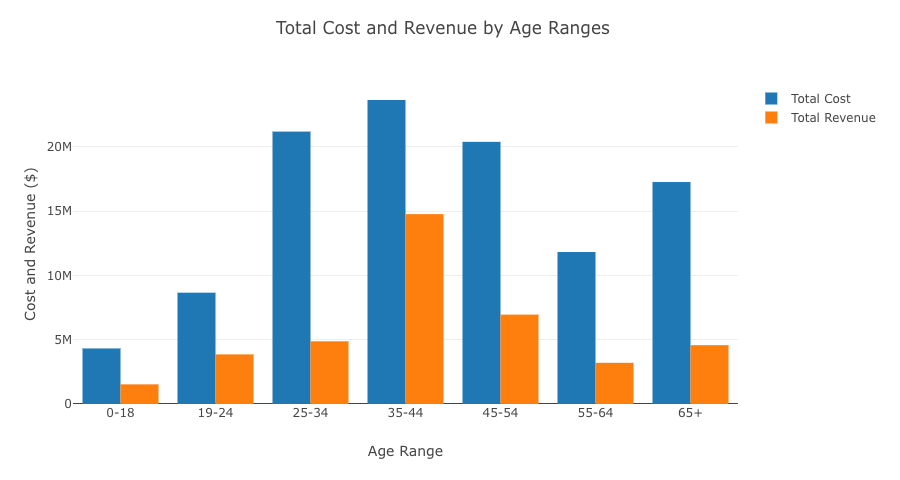 Total Cost and Revenue by Age Ranges
Total Cost
Total Revenue
Cost and Revenue ($)
20M
15M
10M
5M
0
0-18
19-24
25-34
35-44
45-54
55-64
65+
Age Range